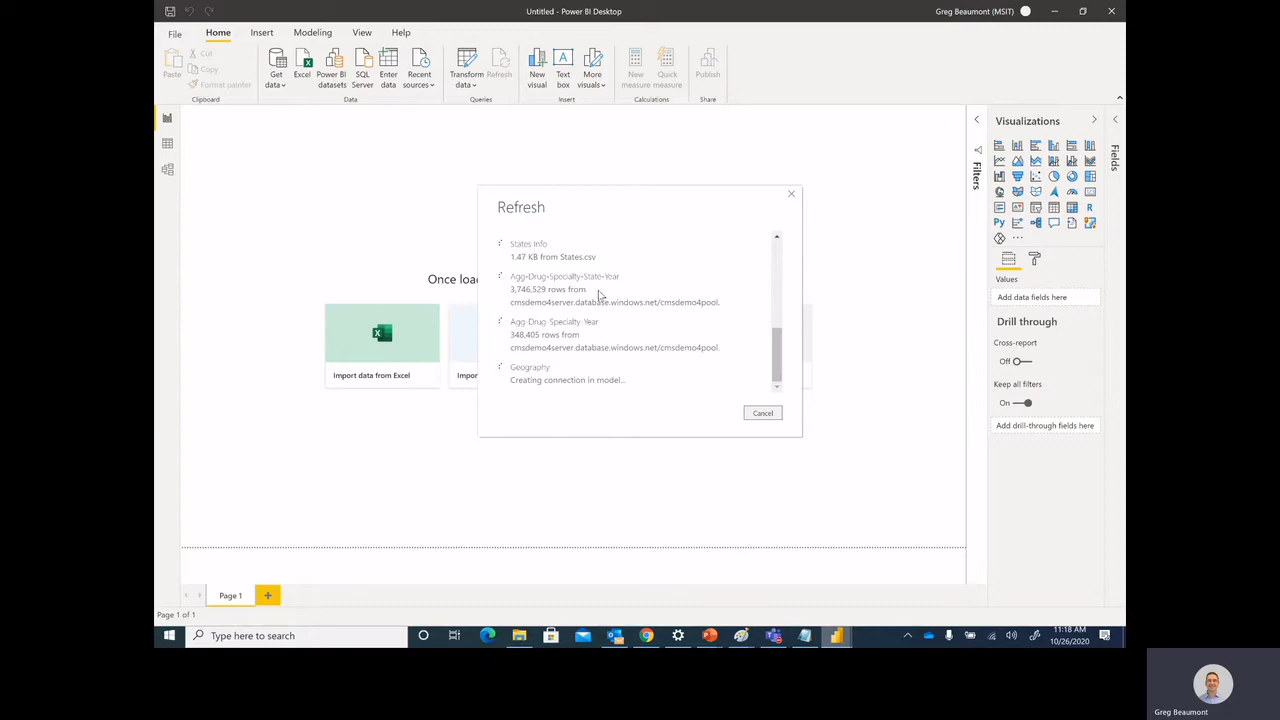 Untitled - Power BI Desktop
Greg Beaumont (MSIT)
File
Home
Insert
Modeling
View
Help
Paste
Cut
Copy
Format painter
Get data
Excel
Power BI datasets
SQL Server
Enter data
Recent sources
Transform data
Refresh
New visual
Text box
More visuals
New measure
Quick measure
Publish
Clipboard
Data
Queries
Insert
Calculations
Share
Filters
Visualizations
Fields
Values
Add data fields here
Drill through
Cross-report
Off
Keep all filters
On
Add drill-through fields here
Once loa
Import data from Excel
Impor
Refresh
States Info
1.47 KB from States.csv
Agg-Drug-Specialty-State-Year
3,746,529 rows from
cmsdemo4server.database.windows.net/cmsdemo4pool.
Agg-Drug-Specialty-Year
348,405 rows from
cmsdemo4server.database.windows.net/cmsdemo4pool.
Geography
Creating connection in model...
Cancel
Page 1
Page 1 of 1
Type here to search
11:18 AM
10/26/2020
Greg Beaumont